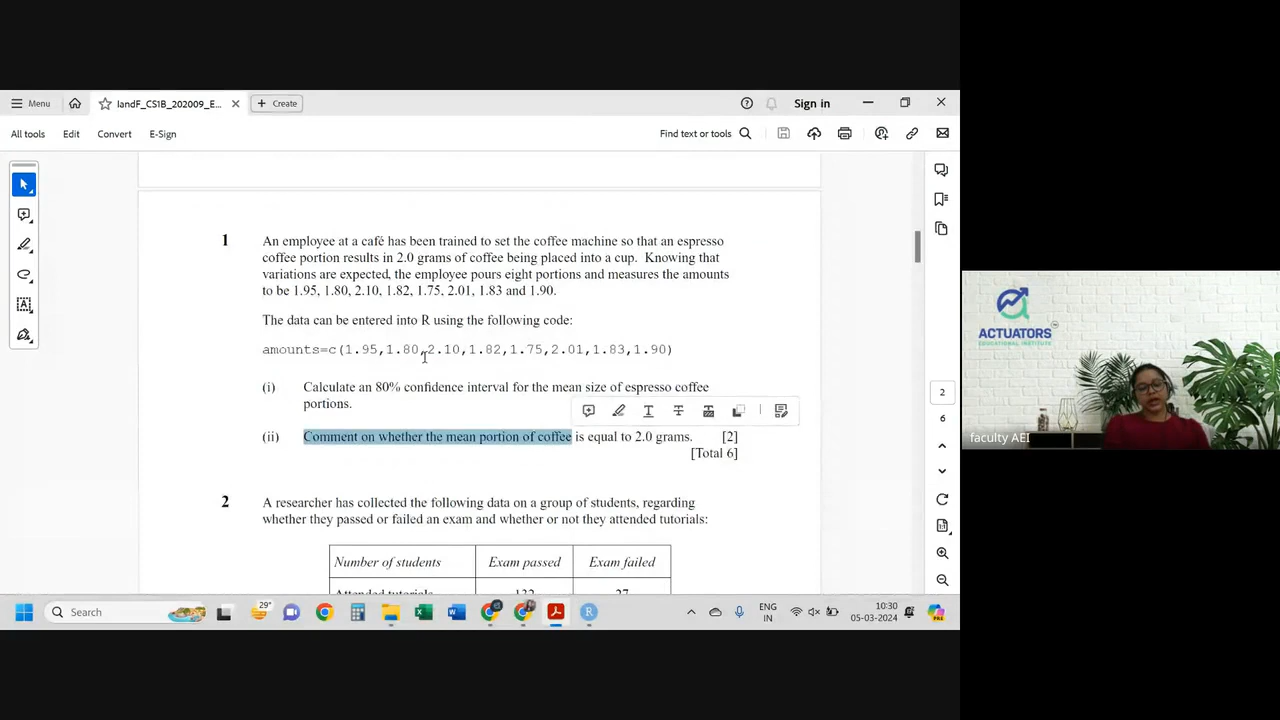 Menu
IandF_CS1B_202009_E...
Create
Sign in
All tools
Edit
Convert
E-Sign
Find text or tools
1
An employee at a café has been trained to set the coffee machine so that an espresso
coffee portion results in 2.0 grams of coffee being placed into a cup. Knowing that
variations are expected, the employee pours eight portions and measures the amounts
to be 1.95, 1.80, 2.10, 1.82, 1.75, 2.01, 1.83 and 1.90.
The data can be entered into R using the following code:
amounts=c(1.95,1.80,2.10,1.82,1.75,2.01,1.83,1.90)
(i) Calculate an 80% confidence interval for the mean size of espresso coffee
portions.
(ii) Comment on whether the mean portion of coffee is equal to 2.0 grams. [2]
[Total 6]
2
A researcher has collected the following data on a group of students, regarding
whether they passed or failed an exam and whether or not they attended tutorials:
Number of students Exam passed Exam failed
Attended tutorials 132 27
2
6
ACTUATORS
EDUCATIONAL INSTITUTE
faculty AEI
Search
29°
ENG
IN
10:30
05-03-2024